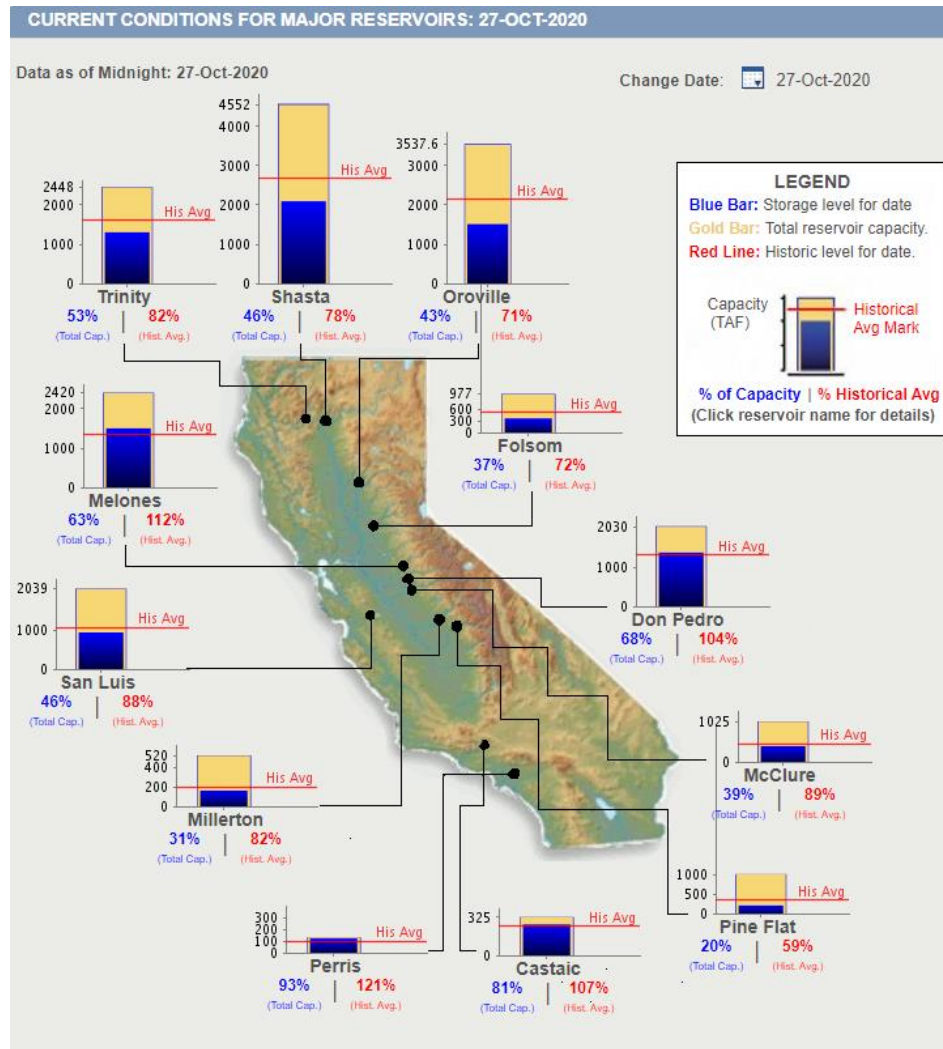 CURRENT CONDITIONS FOR MAJOR RESERVOIRS: 27-OCT-2020
Data as of Midnight: 27-Oct-2020
Change Date: 27-Oct-2020
2448
2000
1000
0
His Avg
Trinity
53% | 82%
(Total Cap.) (Hist. Avg.)
4552
4000
3000
2000
1000
0
His Avg
Shasta
46% | 78%
(Total Cap.) (Hist. Avg.)
3537.6
3000
2000
1000
0
His Avg
Oroville
43% | 71%
(Total Cap.) (Hist. Avg.)
LEGEND
Blue Bar: Storage level for date
Gold Bar: Total reservoir capacity.
Red Line: Historic level for date.
Capacity
(TAF)
Historical
Avg Mark
% of Capacity | % Historical Avg
(Click reservoir name for details)
2420
2000
1000
0
His Avg
Melones
63% | 112%
(Total Cap.) (Hist. Avg.)
977
600
300
0
His Avg
Folsom
37% | 72%
(Total Cap.) (Hist. Avg.)
2030
1000
0
His Avg
Don Pedro
68% | 104%
(Total Cap.) (Hist. Avg.)
2039
1000
0
His Avg
San Luis
46% | 88%
(Total Cap.) (Hist. Avg.)
1025
0
His Avg
McClure
39% | 89%
(Total Cap.) (Hist. Avg.)
520
400
200
0
His Avg
Millerton
31% | 82%
(Total Cap.) (Hist. Avg.)
1000
500
0
His Avg
Pine Flat
20% | 59%
(Total Cap.) (Hist. Avg.)
300
200
100
0
His Avg
Perris
93% | 121%
(Total Cap.) (Hist. Avg.)
325
0
His Avg
Castaic
81% | 107%
(Total Cap.) (Hist. Avg.)